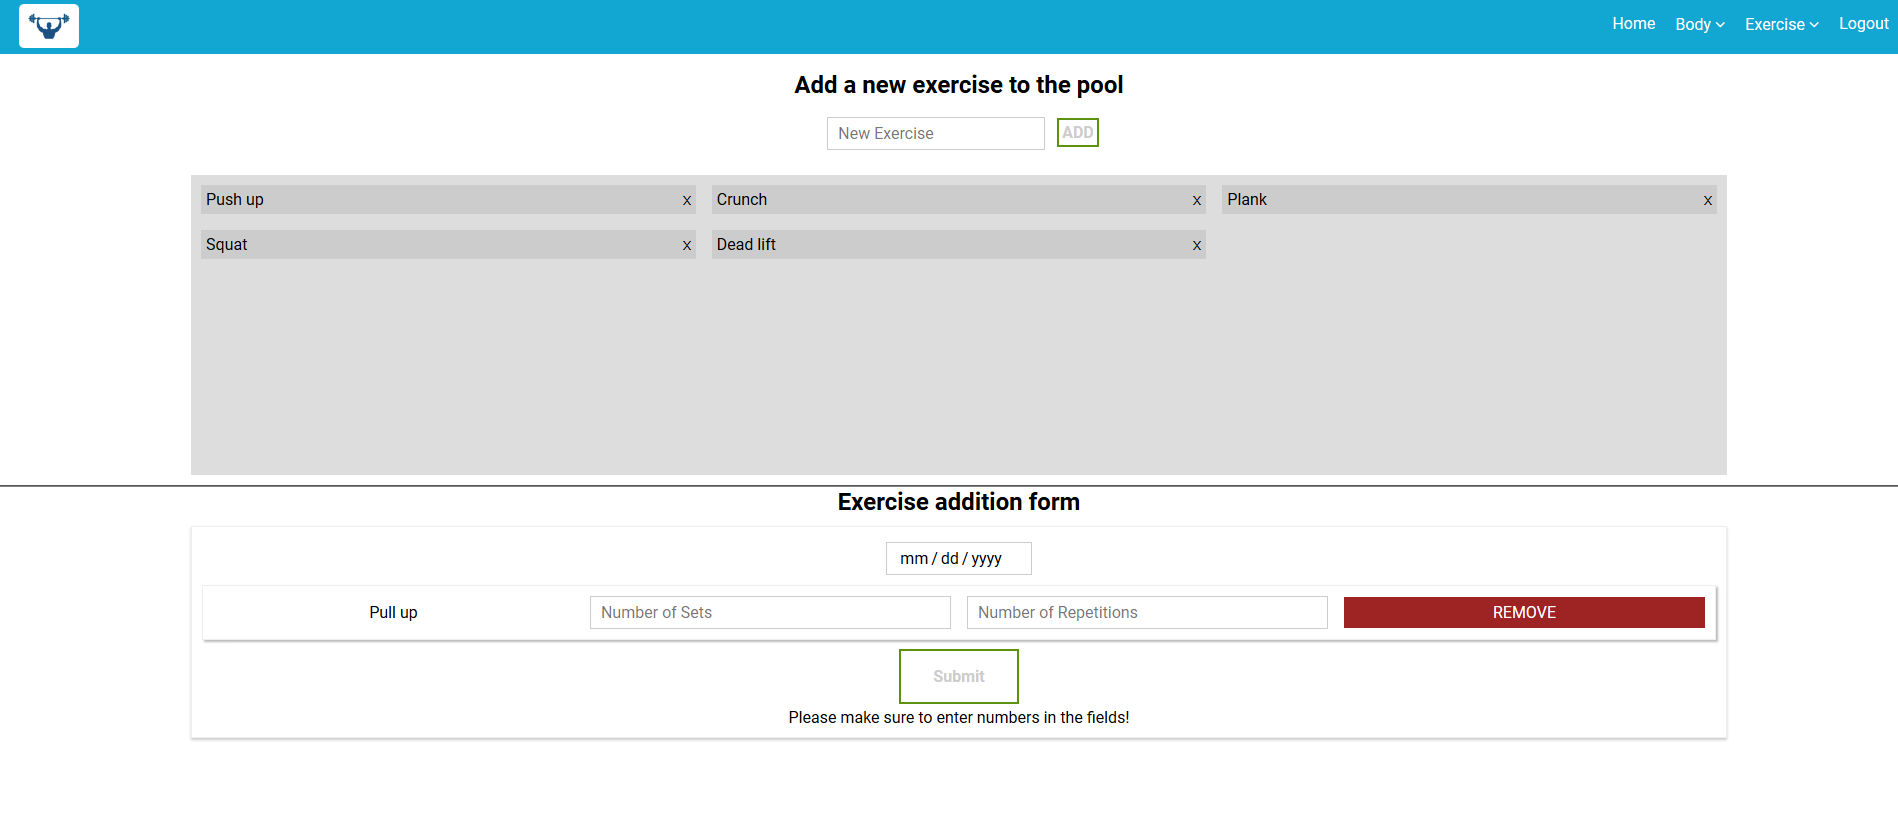 Home Body Exercise Logout
Add a new exercise to the pool
New Exercise ADD
Push up x Crunch x Plank x
Squat x Dead lift x
Exercise addition form
mm / dd / yyyy
Pull up Number of Sets Number of Repetitions REMOVE
Submit
Please make sure to enter numbers in the fields!